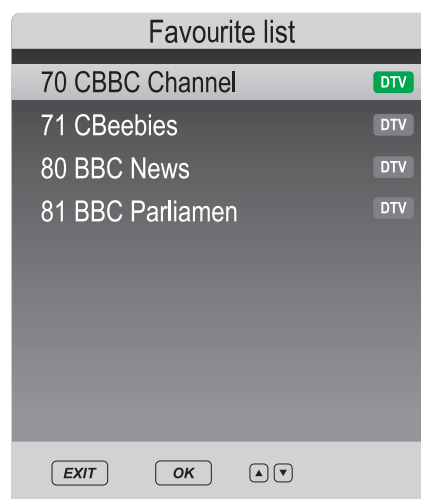 Favourite list
70 CBBC Channel DTV
71 CBeebies DTV
80 BBC News DTV
81 BBC Parliamen DTV
EXIT OK ▲ ▼